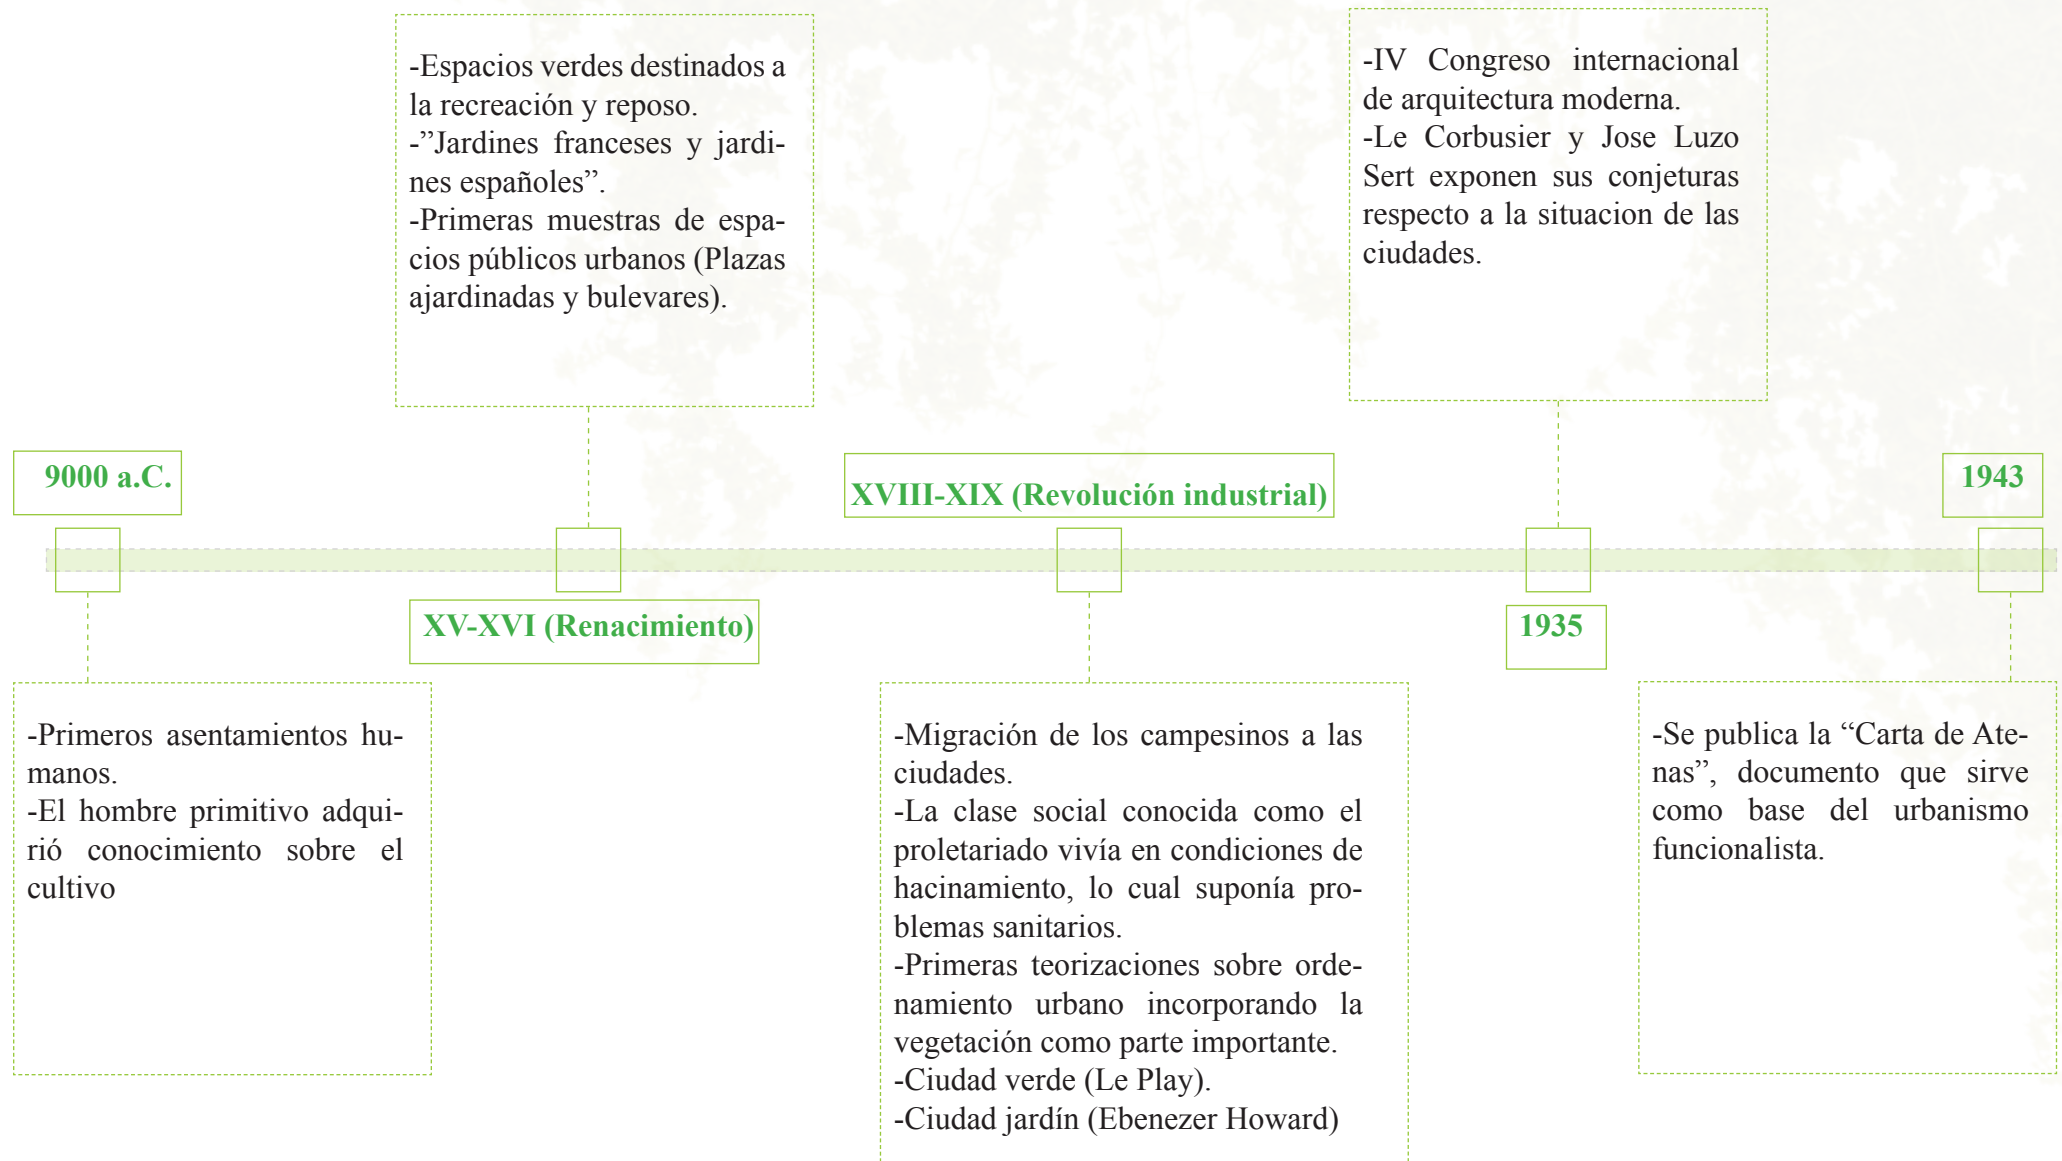 9000 a.C.
-Primeros asentamientos hu-
manos.
-El hombre primitivo adqui-
rió conocimiento sobre el
cultivo
-Espacios verdes destinados a
la recreación y reposo.
-”Jardines franceses y jardi-
nes españoles”.
-Primeras muestras de espa-
cios públicos urbanos (Plazas
ajardinadas y bulevares).
XV-XVI (Renacimiento)
XVIII-XIX (Revolución industrial)
-Migración de los campesinos a las
ciudades.
-La clase social conocida como el
proletariado vivía en condiciones de
hacinamiento, lo cual suponía pro-
blemas sanitarios.
-Primeras teorizaciones sobre orde-
namiento urbano incorporando la
vegetación como parte importante.
-Ciudad verde (Le Play).
-Ciudad jardín (Ebenezer Howard)
-IV Congreso internacional
de arquitectura moderna.
-Le Corbusier y Jose Luzo
Sert exponen sus conjeturas
respecto a la situacion de las
ciudades.
1935
1943
-Se publica la “Carta de Ate-
nas”, documento que sirve
como base del urbanismo
funcionalista.